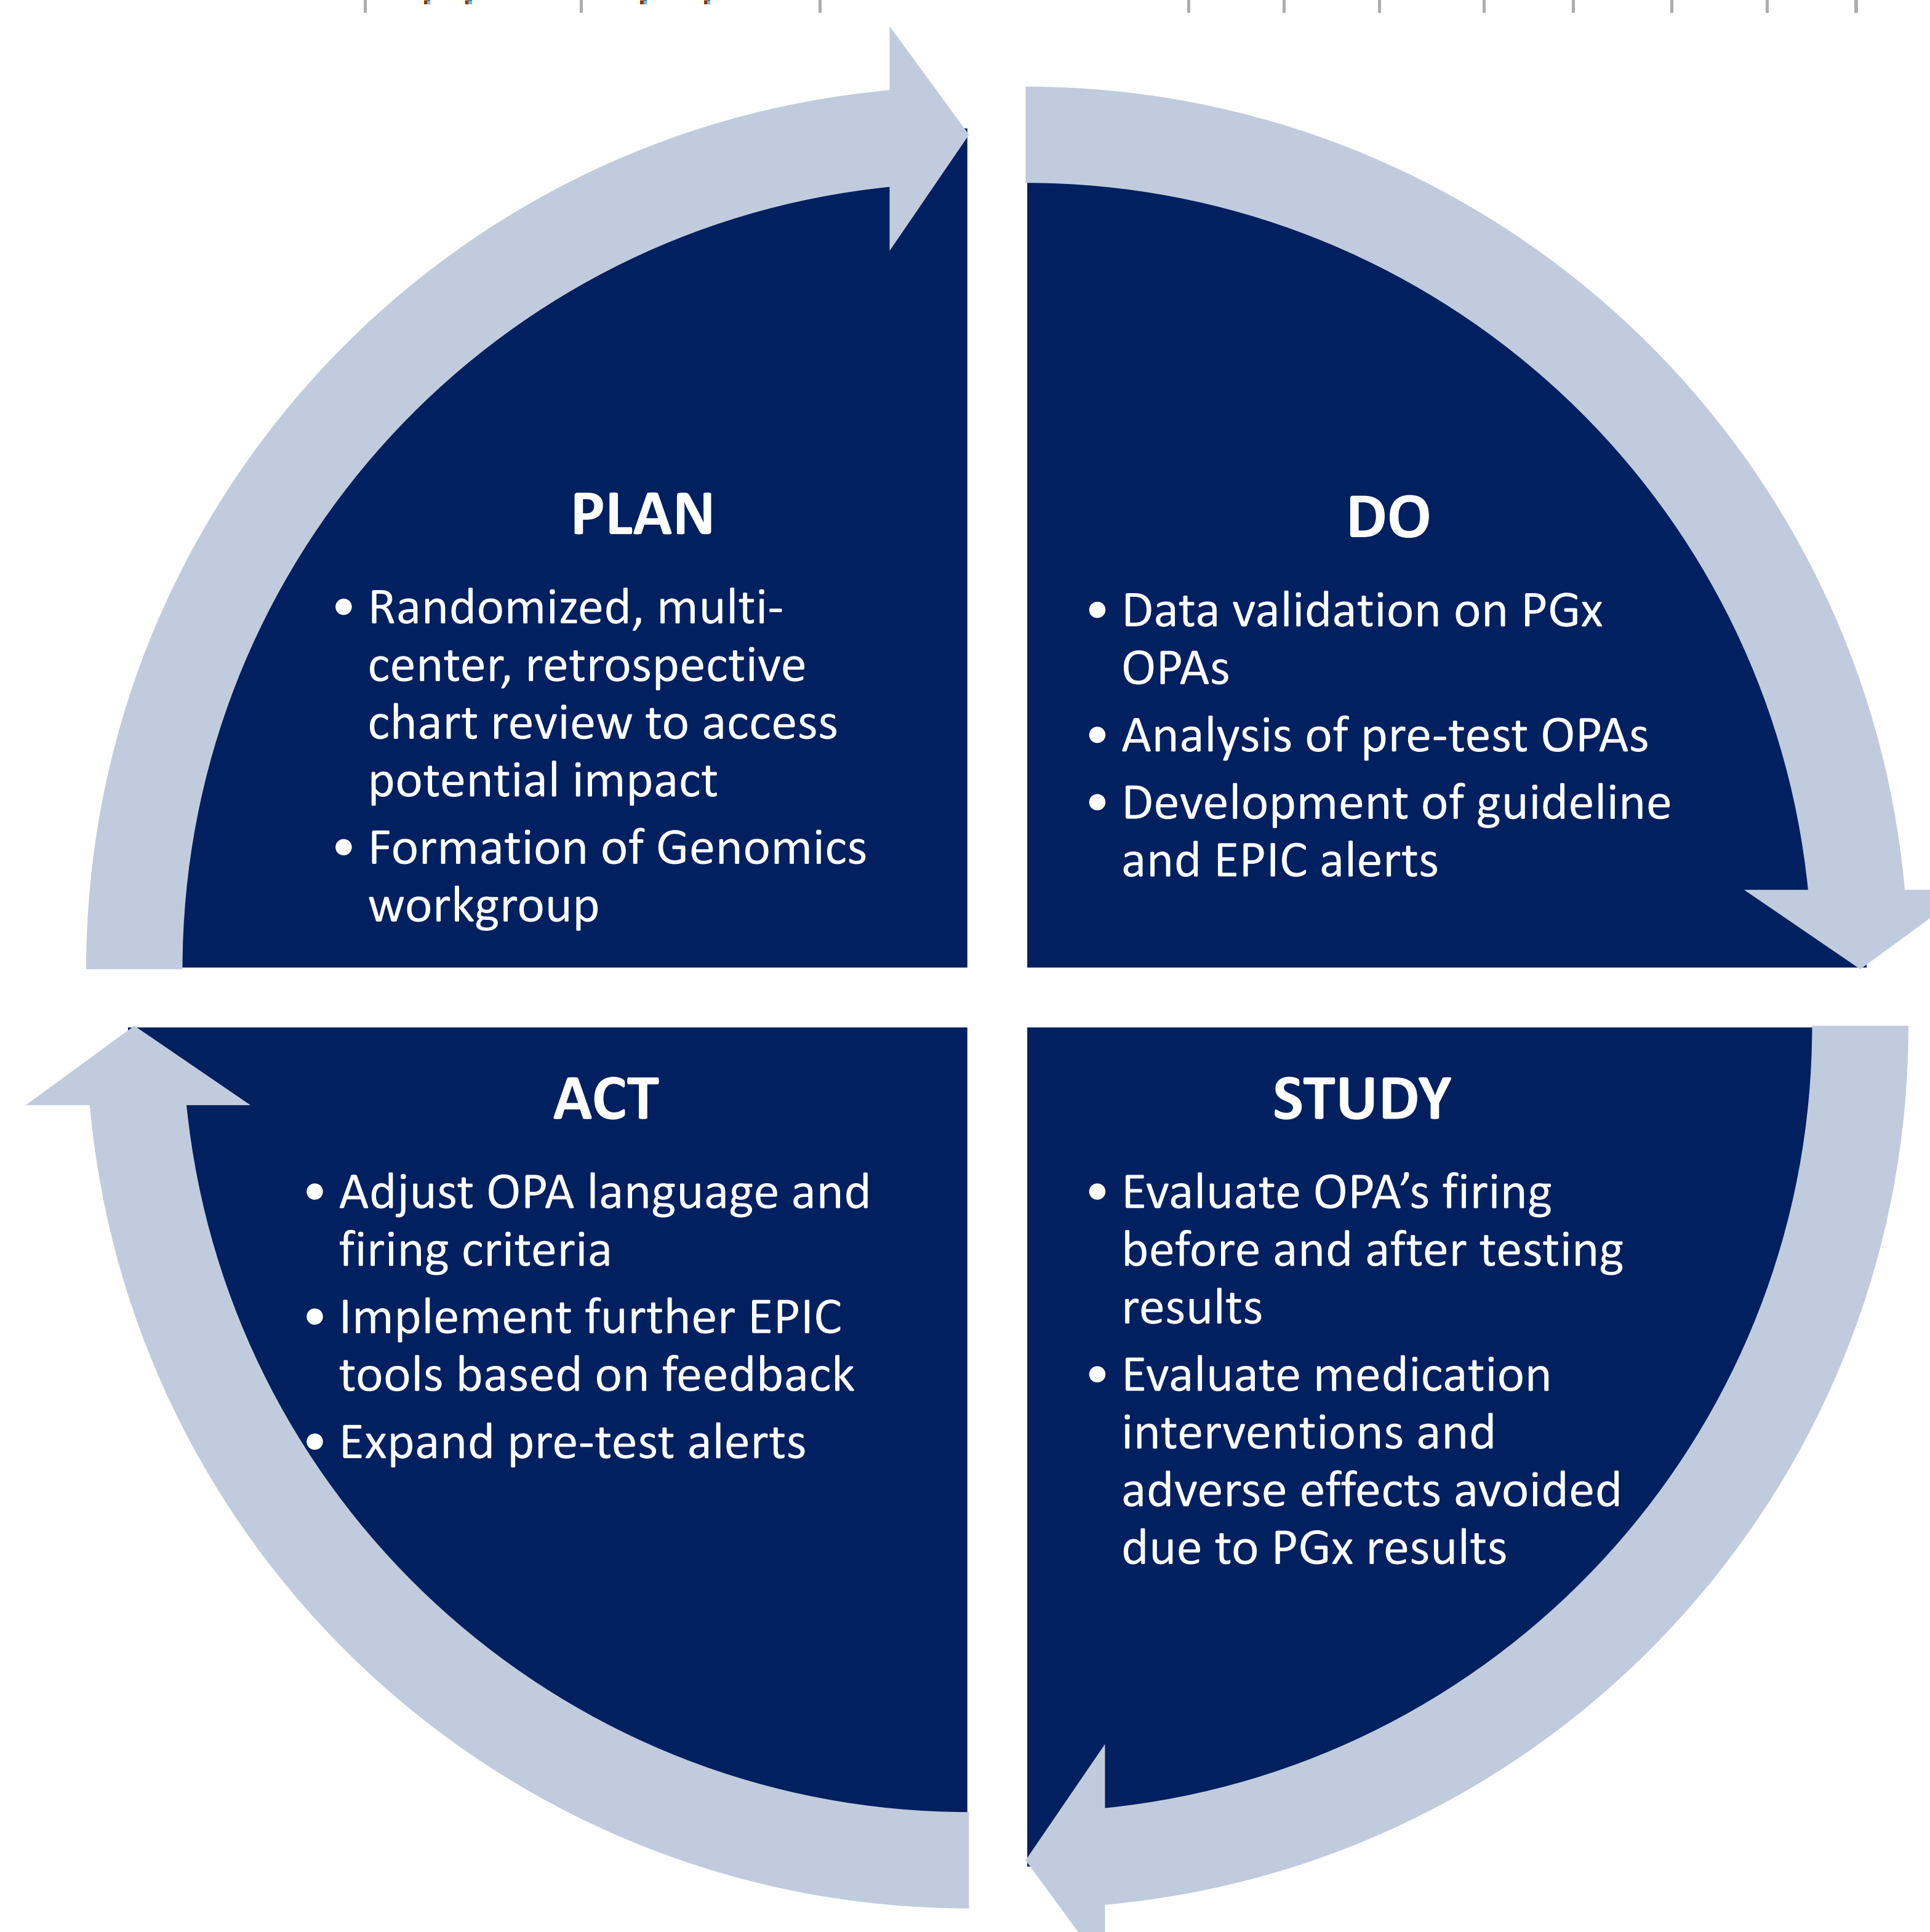 PLAN
• Randomized, multi-
center, retrospective
chart review to access
potential impact
• Formation of Genomics
workgroup
DO
• Data validation on PGx
OPAs
• Analysis of pre-test OPAs
• Development of guideline
and EPIC alerts
ACT
• Adjust OPA language and
firing criteria
• Implement further EPIC
tools based on feedback
• Expand pre-test alerts
STUDY
• Evaluate OPA’s firing
before and after testing
results
• Evaluate medication
interventions and
adverse effects avoided
due to PGx results